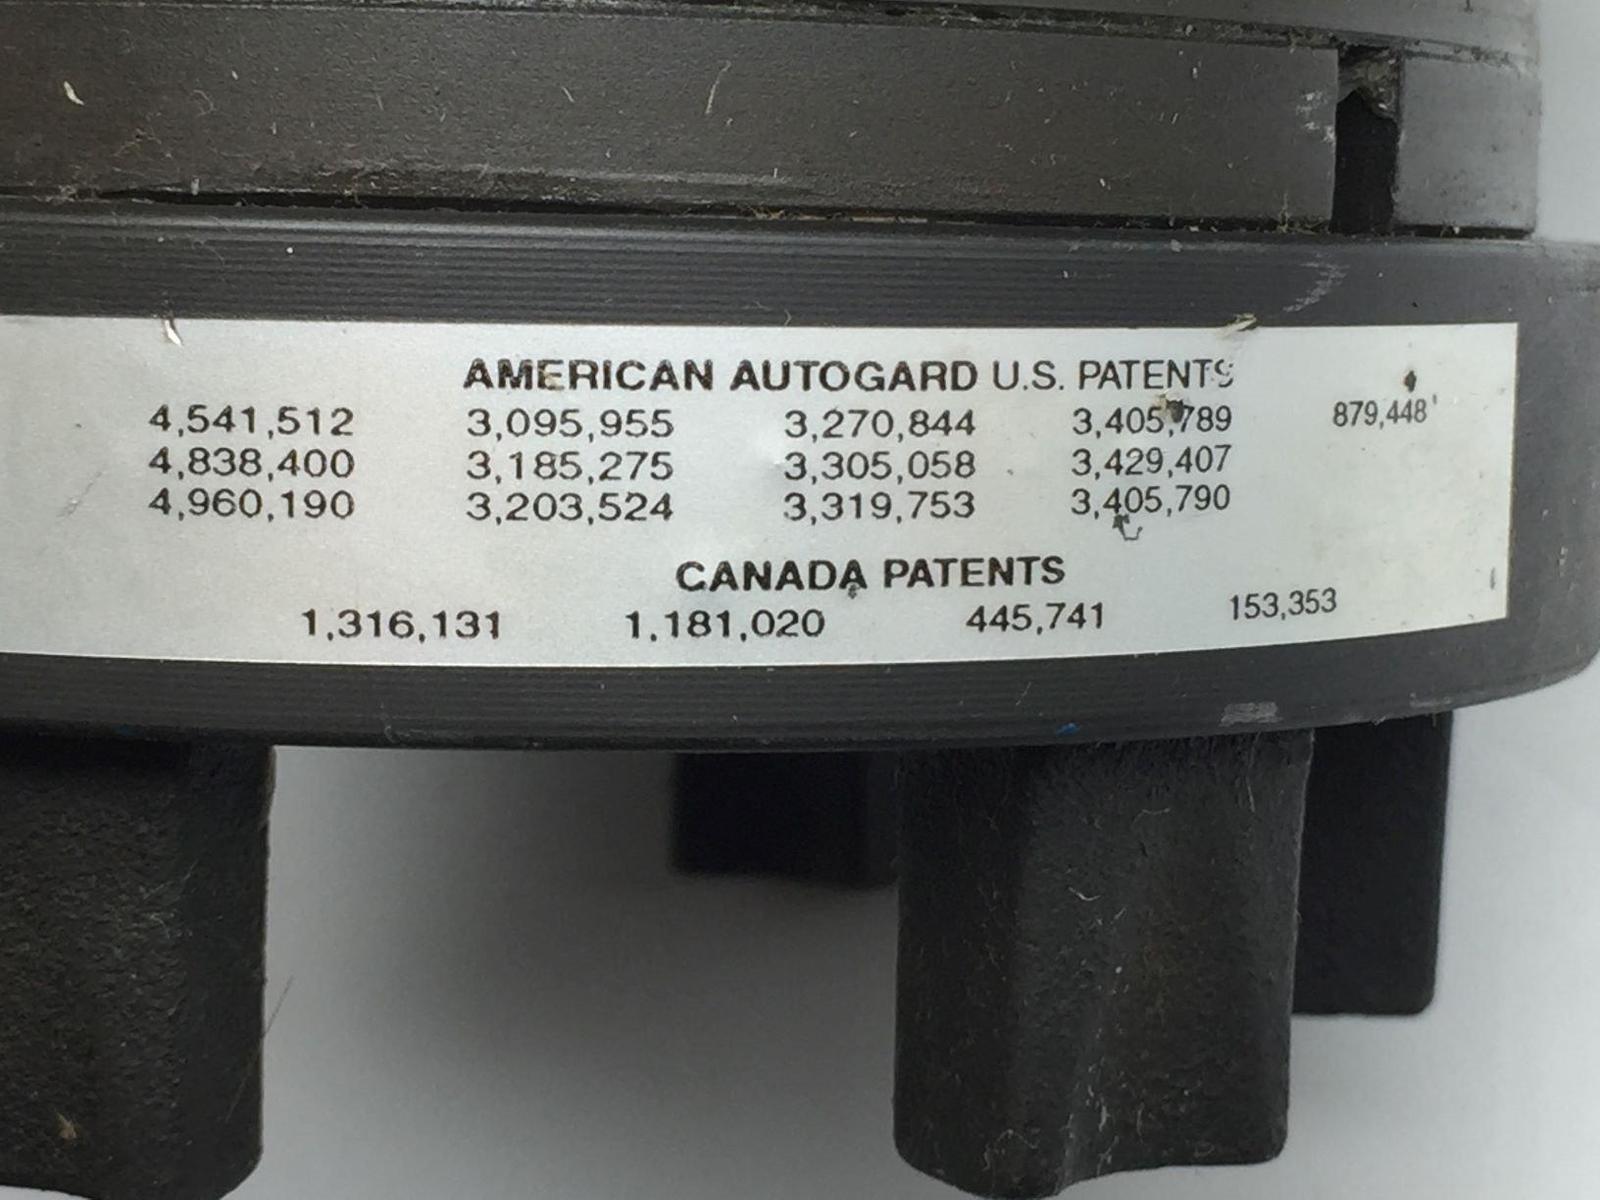 AMERICAN AUTOGARD U.S. PATENTS
4,541,512 3,095,955 3,270,844 3,405,789 879,448
4,838,400 3,185,275 3,305,058 3,429,407
4,960,190 3,203,524 3,319,753 3,405,790
CANADA PATENTS
1,316,131 1,181,020 445,741 153,353